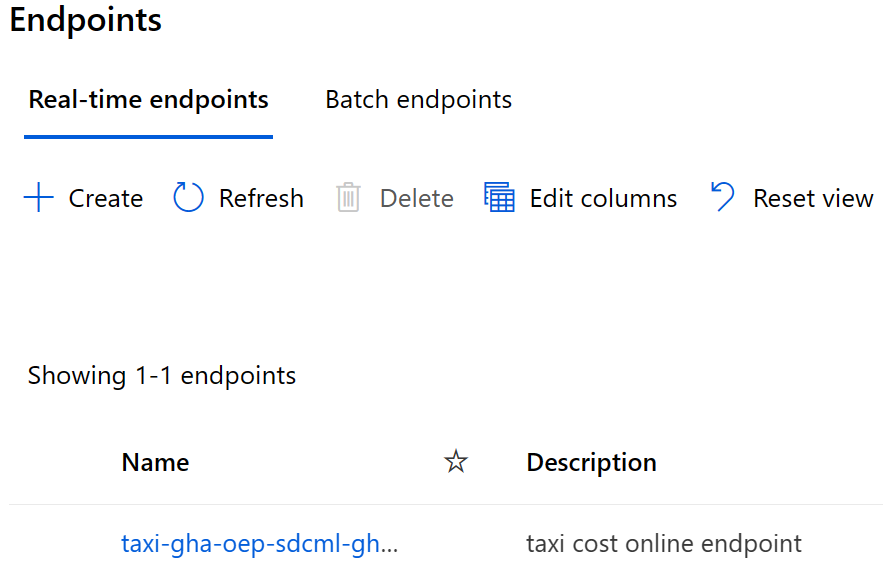 Endpoints
Real-time endpoints Batch endpoints
Create Refresh Delete Edit columns Reset view
Showing 1-1 endpoints
Name Description
taxi-gha-oep-sdcml-gh... taxi cost online endpoint